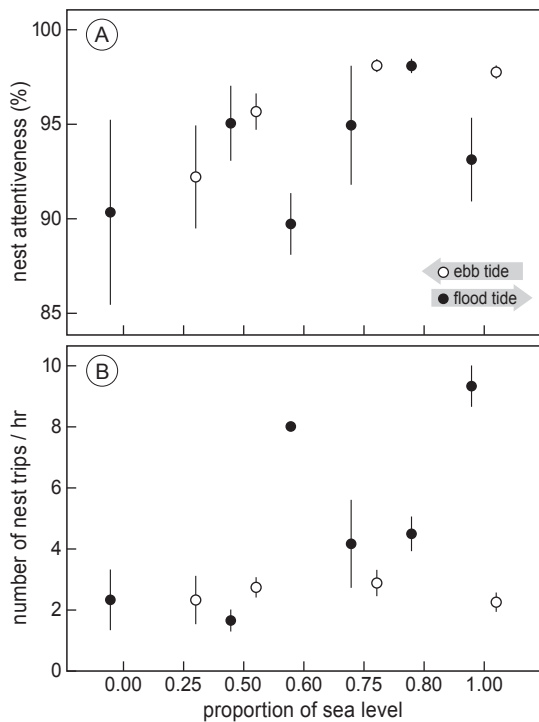 A
100
95
90
85
nest attentiveness (%)
ebb tide
flood tide
B
10
8
6
4
2
0
number of nest trips / hr
0.00 0.25 0.50 0.60 0.75 0.80 1.00
proportion of sea level